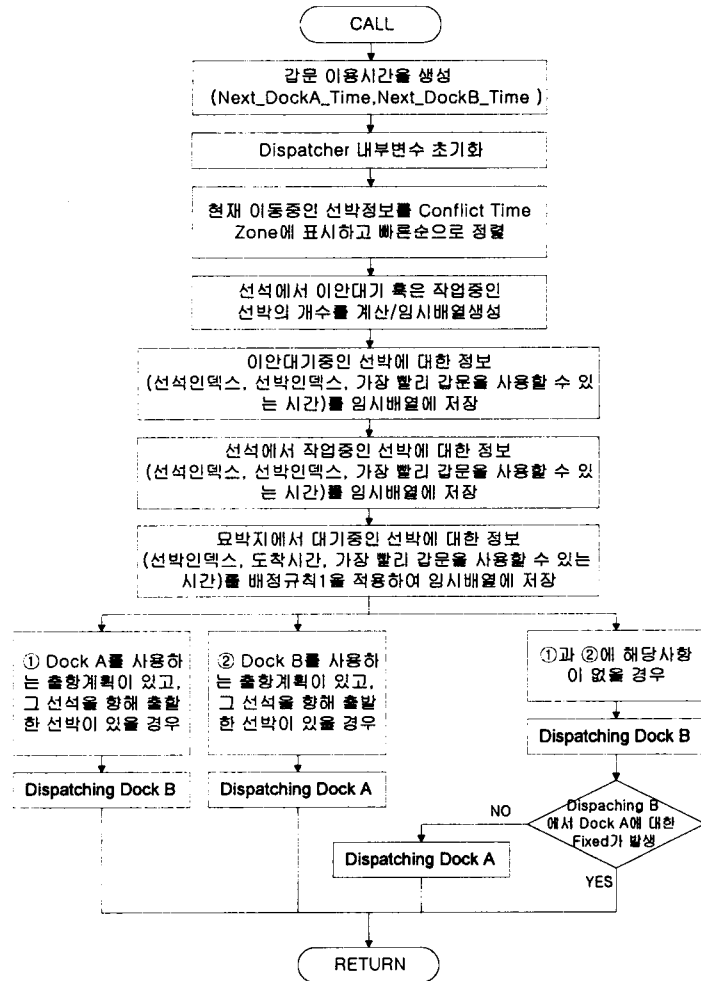 CALL
갑문 이용시간을 생성
(Next_DockA_Time,Next_DockB_Time )
Dispatcher 내부변수 초기화
현재 이동중인 선박정보를 Conflict Time
Zone에 표시하고 빠른순으로 정렬
선석에서 이안대기 혹은 작업중인
선박의 개수를 계산/임시배열생성
이안대기중인 선박에 대한 정보
(선석인덱스, 선박인덱스, 가장 빨리 갑문을 사용할 수 있
는 시간)를 임시배열에 저장
선석에서 작업중인 선박에 대한 정보
(선석인덱스, 선박인덱스, 가장 빨리 갑문을 사용할 수 있
는 시간)를 임시배열에 저장
묘박지에서 대기중인 선박에 대한 정보
(선박인덱스, 도착시간, 가장 빨리 갑문을 사용할 수 있는
시간)를 배정규칙1을 적용하여 임시배열에 저장
① Dock A를 사용하
는 출항계획이 있고,
그 선석을 향해 출발
한 선박이 있을 경우
Dispatching Dock B
② Dock B를 사용하
는 출항계획이 있고,
그 선석을 향해 출발
한 선박이 있을 경우
Dispatching Dock A
①과 ②에 해당사항
이 없을 경우
Dispatching Dock B
Dispaching B
에서 Dock A에 대한
Fixed가 발생
NO
Dispatching Dock A
YES
RETURN